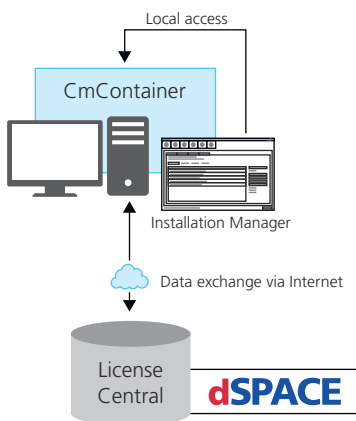 Local access
CmContainer
Installation Manager
Data exchange via Internet
License
Central
dSPACE